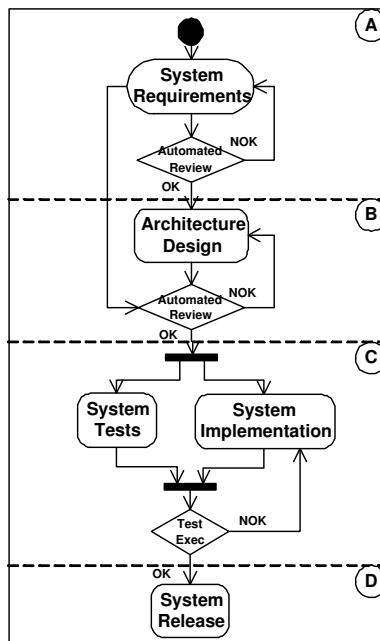 A
System
Requirements
NOK
Automated
Review
OK
B
Architecture
Design
NOK
Automated
Review
OK
C
System
Tests
System
Implementation
Test
Exec
NOK
OK
D
System
Release